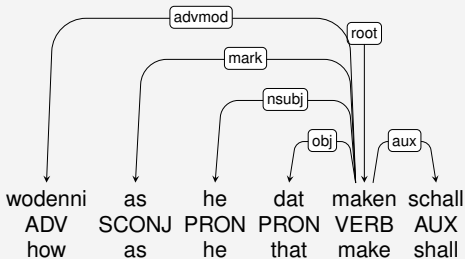 advmod
root
mark
nsubj
obj aux
wodenni as he dat maken schall
ADV SCONJ PRON PRON VERB AUX
how as he that make shall